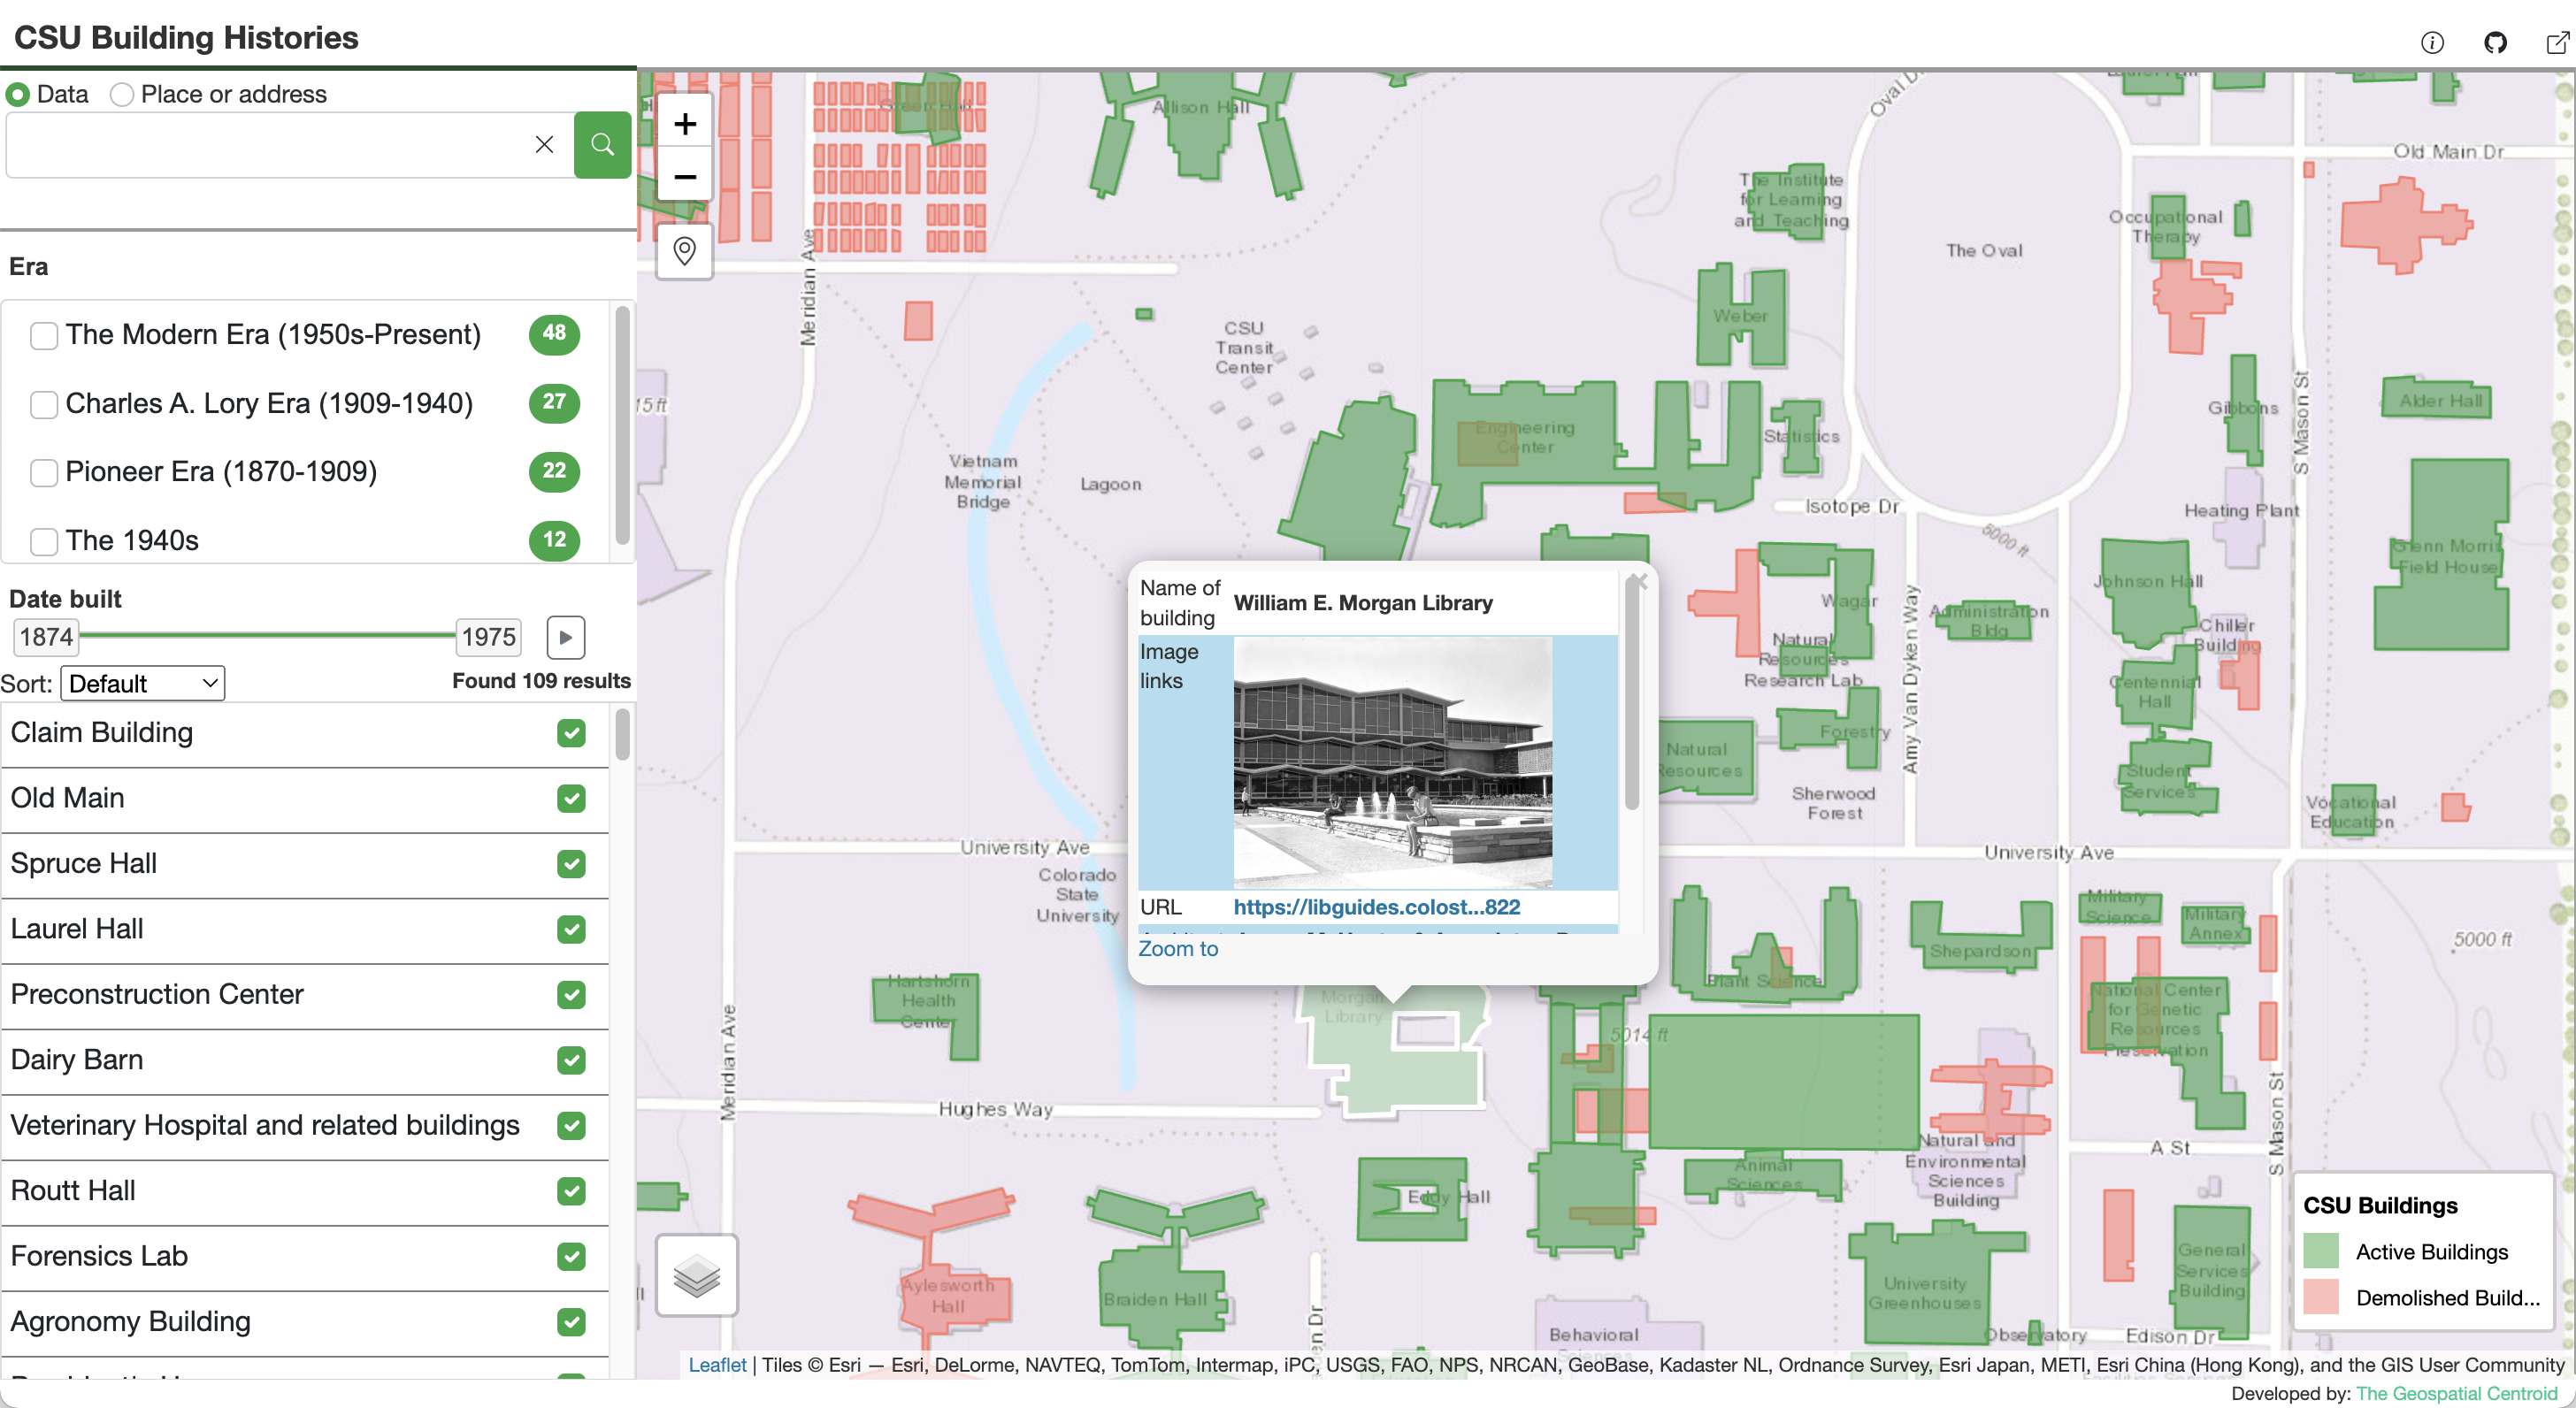 CSU Building Histories
Data
Place or address
Era
The Modern Era (1950s-Present)
48
Charles A. Lory Era (1909-1940)
27
Pioneer Era (1870-1909)
22
The 1940s
12
Date built
1874
1975
Sort:
Default
Found 109 results
Claim Building
Old Main
Spruce Hall
Laurel Hall
Preconstruction Center
Dairy Barn
Veterinary Hospital and related buildings
Routt Hall
Forensics Lab
Agronomy Building
+
−
Green Hall
Allison Hall
Oval Dr
Old Main Dr
The Institute
for Learning
and Teaching
Occupational
Therapy
The Oval
Meridian Ave
Weber
CSU
Transit
Center
15 ft
Gibbons
S Mason St
Alder Hall
Engineering
Center
Statistics
Vietnam
Memorial
Bridge
Lagoon
Isotope Dr
Heating Plant
5000 ft
Glenn Morris
Field House
Johnson Hall
Wagar
Administration
Bldg
Amy Van Dyken Way
Natural
Resources
Research Lab
Chiller
Building
Centennial
Hall
Name of
building
William E. Morgan Library
Image
links
URL
https://libguides.colost...822
Zoom to
Natural
Resources
Forestry
Student
Services
Sherwood
Forest
Vocational
Education
University Ave
University Ave
Colorado
State
University
Military
Science
Military
Annex
Shepardson
5000 ft
Plant Science
Hartshorn
Health
Center
Morgan
Library
National Center
for Genetic
Resources
Preservation
5014 ft
Meridian Ave
Hughes Way
S Mason St
A St
Natural and
Environmental
Sciences
Building
Animal
Sciences
Eddy Hall
Aylesworth
Hall
Braiden Hall
University
Greenhouses
General
Services
Building
Behavioral
Observatory
Edison Dr
CSU Buildings
Active Buildings
Demolished Build...
Leaflet | Tiles © Esri — Esri, DeLorme, NAVTEQ, TomTom, Intermap, iPC, USGS, FAO, NPS, NRCAN, GeoBase, Kadaster NL, Ordnance Survey, Esri Japan, METI, Esri China (Hong Kong), and the GIS User Community
Developed by: The Geospatial Centroid